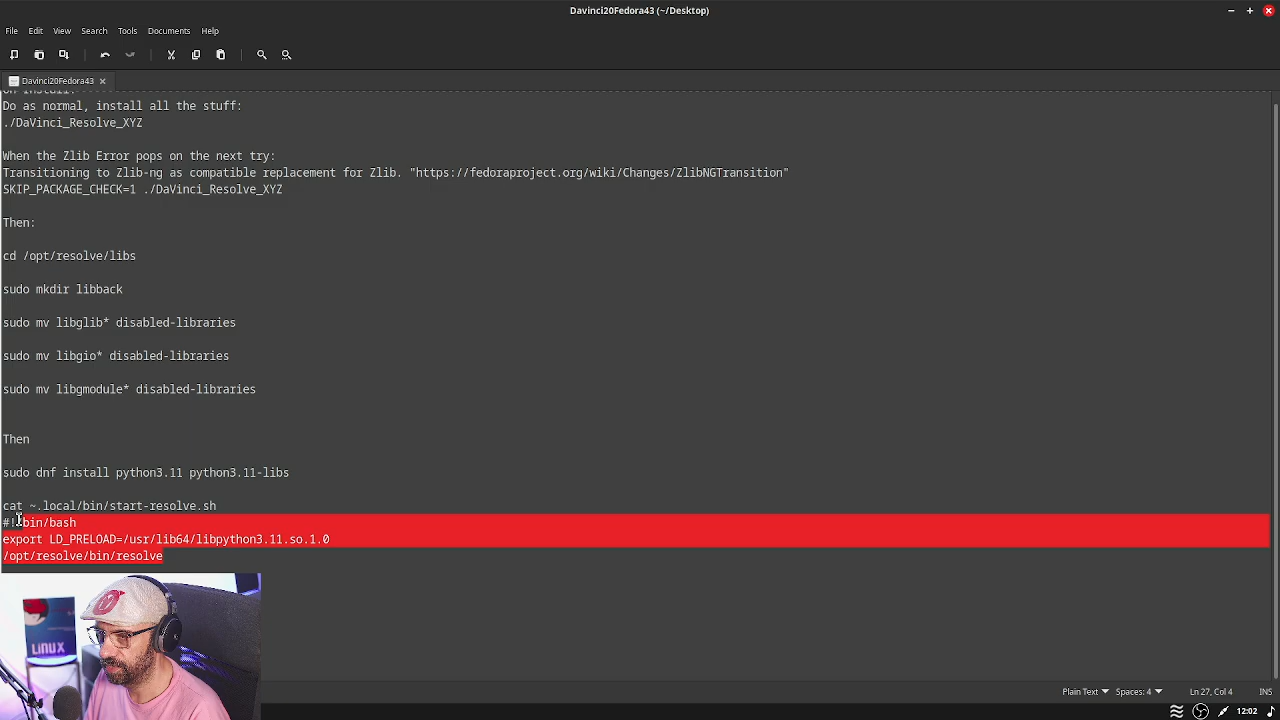 Davinci20Fedora43 (~/Desktop)
File Edit View Search Tools Documents Help
Davinci20Fedora43
on install:
Do as normal, install all the stuff:
./DaVinci_Resolve_XYZ
When the Zlib Error pops on the next try:
Transitioning to Zlib-ng as compatible replacement for Zlib. "https://fedoraproject.org/wiki/Changes/ZlibNGTransition"
SKIP_PACKAGE_CHECK=1 ./DaVinci_Resolve_XYZ
Then:
cd /opt/resolve/libs
sudo mkdir libback
sudo mv libglib* disabled-libraries
sudo mv libgio* disabled-libraries
sudo mv libgmodule* disabled-libraries
Then
sudo dnf install python3.11 python3.11-libs
cat ~.local/bin/start-resolve.sh
#!/bin/bash
export LD_PRELOAD=/usr/lib64/libpython3.11.so.1.0
/opt/resolve/bin/resolve
LiNUX
Plain Text Spaces: 4 Ln 27, Col 4 INS
12:02